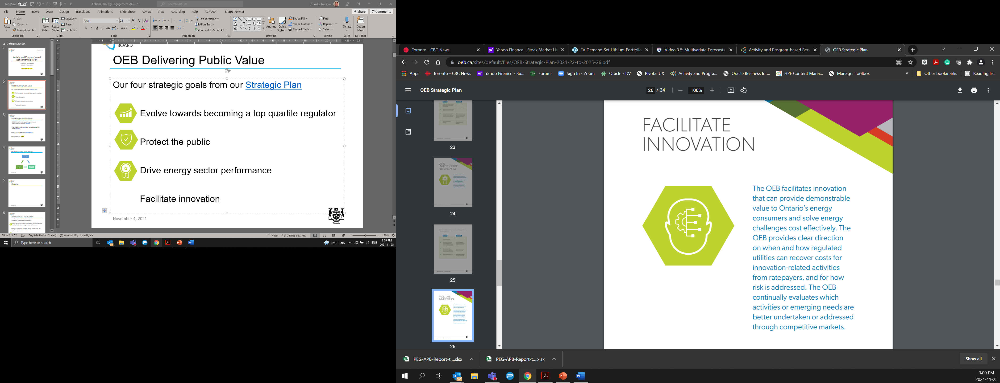 AutoSave Off
APB for Industry Engagement 202...
Search (Alt+Q)
Christopher Kerr
File Home Insert Draw Design Transitions Animations Slide Show Review View Recording Help ACROBAT Shape Format
Share Comments
Paste
Cut
Copy
Format Painter
Clipboard
New Slide
Reuse Slides
Layout
Reset
Section
Slides
Arial 24
Font
Text Direction
Align Text
Convert to SmartArt
Paragraph
Arrange
Quick Styles
Shape Fill
Shape Outline
Shape Effects
Drawing
Find
Replace
Select
Editing
Dictate
Voice
Design Ideas
Designer
Default Section
1
Activity and Program based
Benchmarking (APB)
2
OEB Delivering Public Value
Evolve towards becoming a top quartile regulator
Protect the public
Drive energy sector performance
Facilitate innovation
3
APB Background Information
4
APB Continuous Improvement
5
Objective
6
APB Continuous Improvement
BOARD
OEB Delivering Public Value
Our four strategic goals from our Strategic Plan
Evolve towards becoming a top quartile regulator
Protect the public
Drive energy sector performance
Facilitate innovation
November 4, 2021
Ontario
Slide 2 of 32 English (United States) Accessibility: Investigate
Notes Display Settings 120%
Type here to search
6°C Rain ENG
3:09 PM
2021-11-25
Toronto - CBC News
Yahoo Finance - Stock Market Liv
EV Demand Set Lithium Portfolio
Video 3.5: Multivariate Forecasts
Activity and Program-based Benc
OEB Strategic Plan
oeb.ca/sites/default/files/OEB-Strategic-Plan-2021-22-to-2025-26.pdf
Apps
Toronto - CBC News
Yahoo Finance - Bu...
TGN Forums
Sign In - Zoom
Oracle - DV
Pivotal UX
Activity and Progra...
Oracle Business Int...
HPE Content Mana...
Manager Toolbox
»
Other bookmarks
Reading list
OEB Strategic Plan
26 / 34
100%
23
DRIVE
ENERGY SECTOR
PERFORMANCE
24
25
FACILITATE
INNOVATION
26
FACILITATE
INNOVATION
The OEB facilitates innovation
that can provide demonstrable
value to Ontario's energy
consumers and solve energy
challenges cost effectively. The
OEB provides clear direction
on when and how regulated
utilities can recover costs for
innovation-related activities
from ratepayers, and for how
risk is addressed. The OEB
continually evaluates which
activities or emerging needs are
better undertaken or addressed
through competitive markets.
PEG-APB-Report-t....xlsx
PEG-APB-Report-t....xlsx
Show all
3:09 PM
2021-11-25